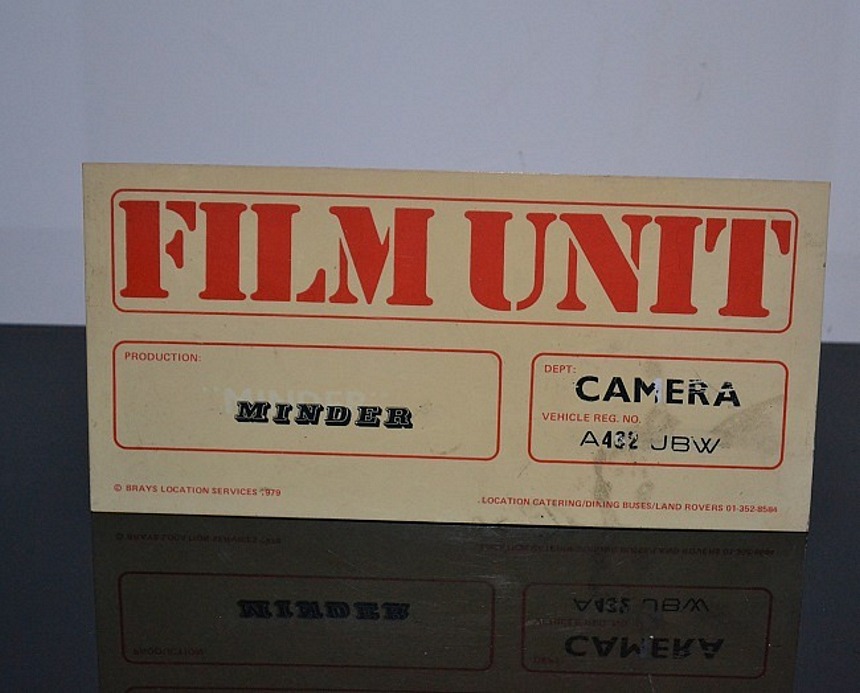 FILM UNIT
PRODUCTION:
MINDER
DEPT:
CAMERA
VEHICLE REG. NO.
A432 JBW
© BRAYS LOCATION SERVICES 1979
LOCATION CATERING/DINING BUSES/LAND ROVERS 01-352-8584